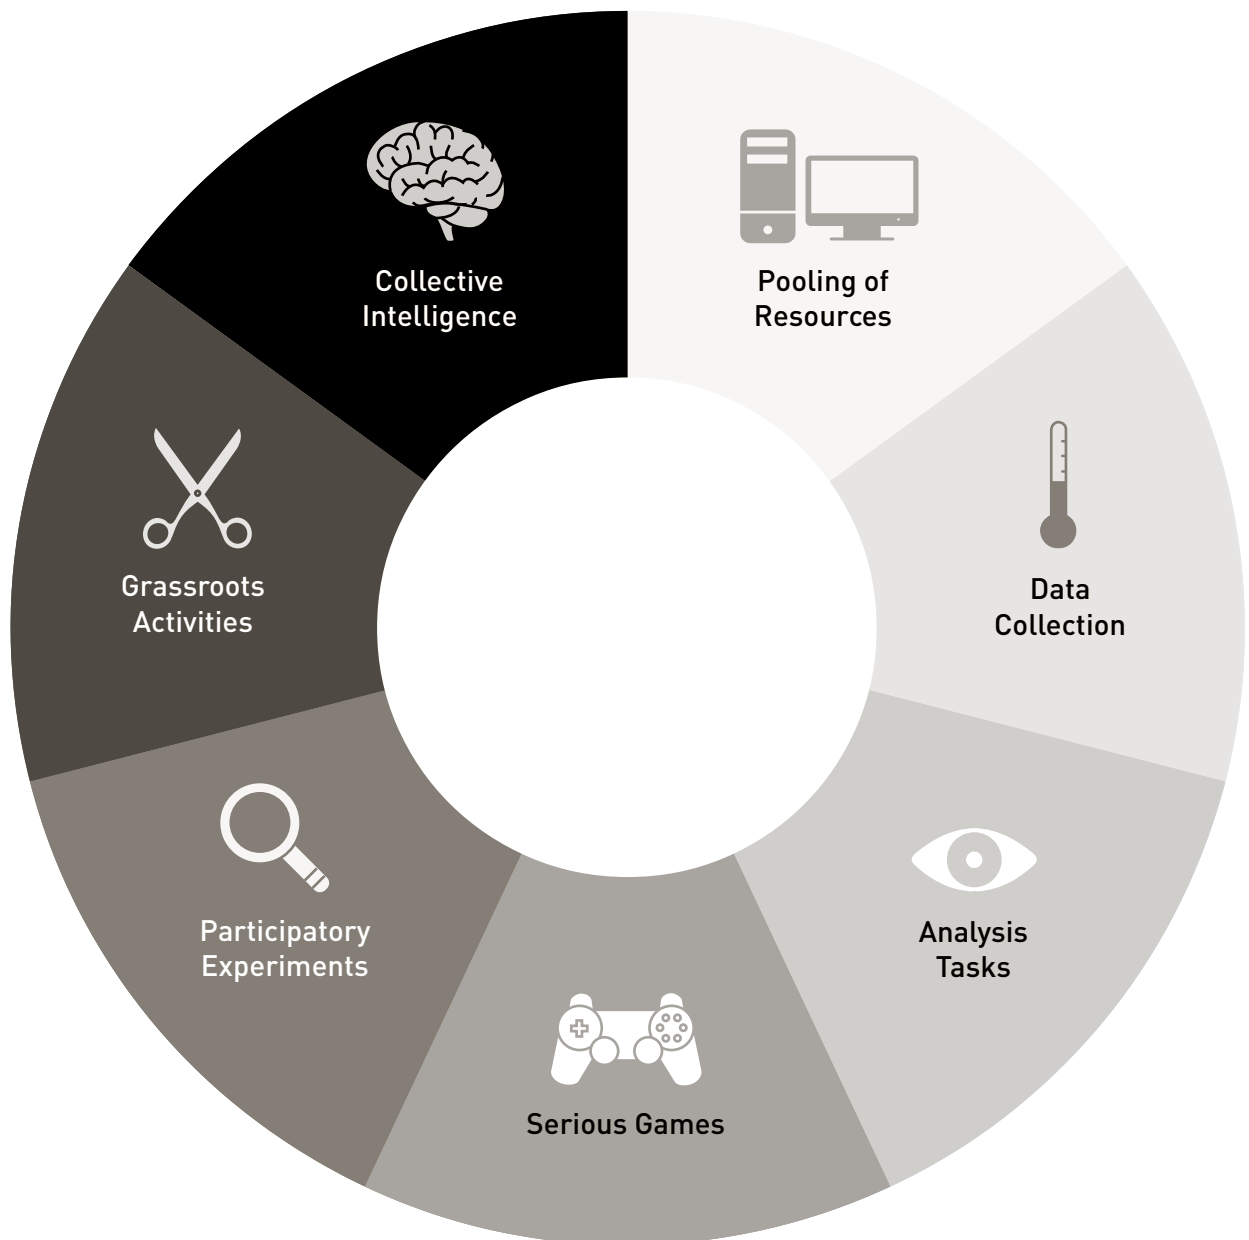 Collective
Intelligence
Pooling of
Resources
Data
Collection
Analysis
Tasks
Serious Games
Participatory
Experiments
Grassroots
Activities